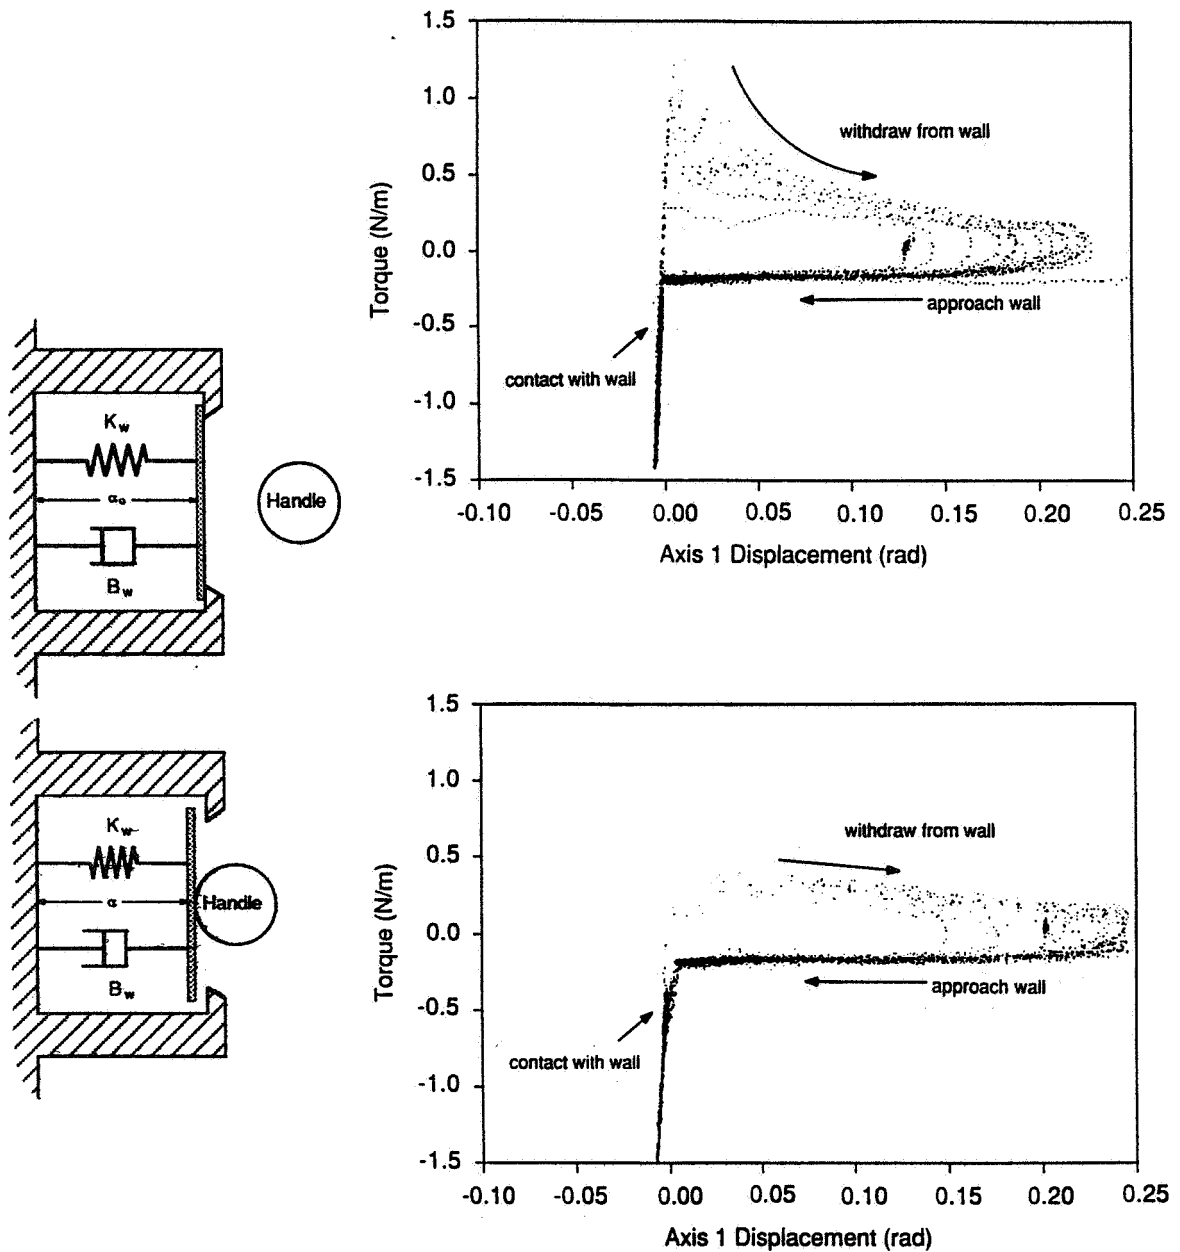 1.5
1.0
0.5
0.0
-0.5
-1.0
-1.5
Torque (N/m)
withdraw from wall
approach wall
contact with wall
-0.10 -0.05 0.00 0.05 0.10 0.15 0.20 0.25
Axis 1 Displacement (rad)
Kw
αo
Bw
Handle
1.5
1.0
0.5
0.0
-0.5
-1.0
-1.5
Torque (N/m)
withdraw from wall
approach wall
contact with wall
-0.10 -0.05 0.00 0.05 0.10 0.15 0.20 0.25
Axis 1 Displacement (rad)
Kw
α
Bw
Handle